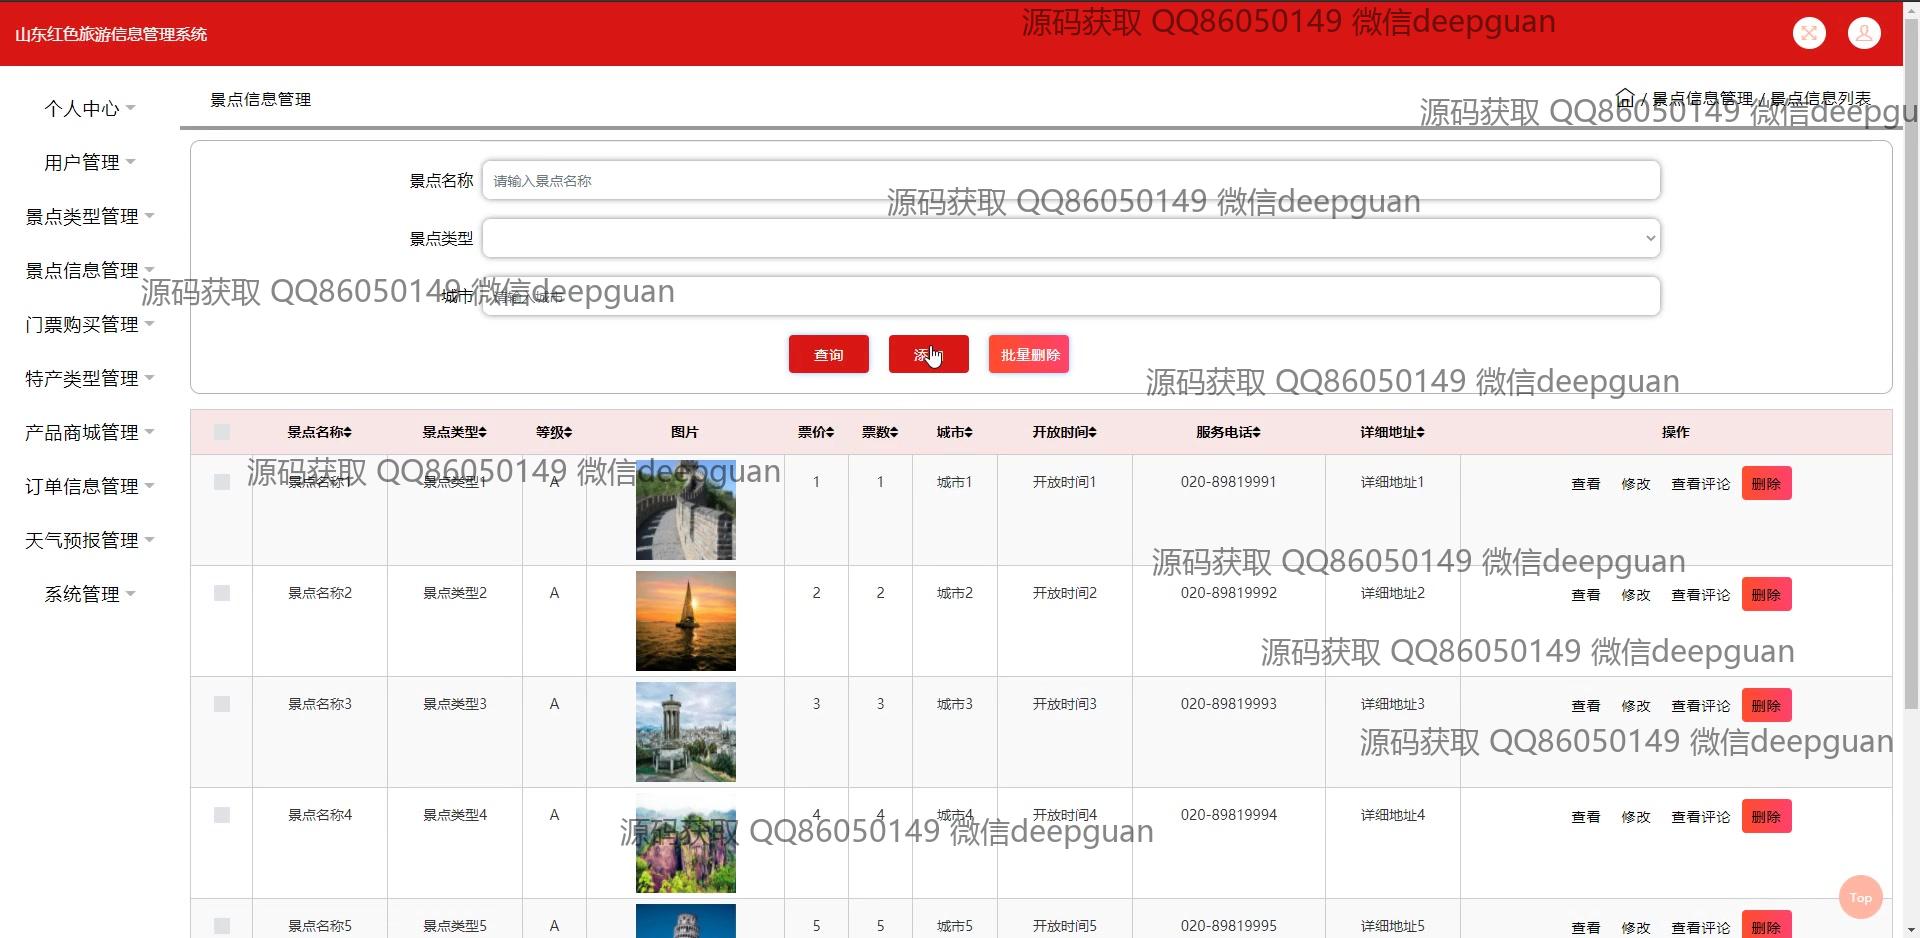 山东红色旅游信息管理系统
源码获取 QQ86050149 微信deepguan
个人中心
用户管理
景点类型管理
景点信息管理
门票购买管理
特产类型管理
产品商城管理
订单信息管理
天气预报管理
系统管理
景点信息管理
/ 景点信息管理 / 景点信息列表
源码获取 QQ86050149 微信deepgu
景点名称 请输入景点名称
源码获取 QQ86050149 微信deepguan
景点类型
源码获取 QQ86050149 微信deepguan
城市 请输入城市
查询 添加 批量删除
源码获取 QQ86050149 微信deepguan
景点名称 景点类型 等级 图片 票价 票数 城市 开放时间 服务电话 详细地址 操作
源码获取 QQ86050149 微信deepguan
景点名称1 景点类型1 A 1 1 城市1 开放时间1 020-89819991 详细地址1 查看 修改 查看评论 删除
源码获取 QQ86050149 微信deepguan
景点名称2 景点类型2 A 2 2 城市2 开放时间2 020-89819992 详细地址2 查看 修改 查看评论 删除
源码获取 QQ86050149 微信deepguan
景点名称3 景点类型3 A 3 3 城市3 开放时间3 020-89819993 详细地址3 查看 修改 查看评论 删除
源码获取 QQ86050149 微信deepguan
景点名称4 景点类型4 A 4 4 城市4 开放时间4 020-89819994 详细地址4 查看 修改 查看评论 删除
源码获取 QQ86050149 微信deepguan
景点名称5 景点类型5 A 5 5 城市5 开放时间5 020-89819995 详细地址5 查看 修改 查看评论 删除
Top